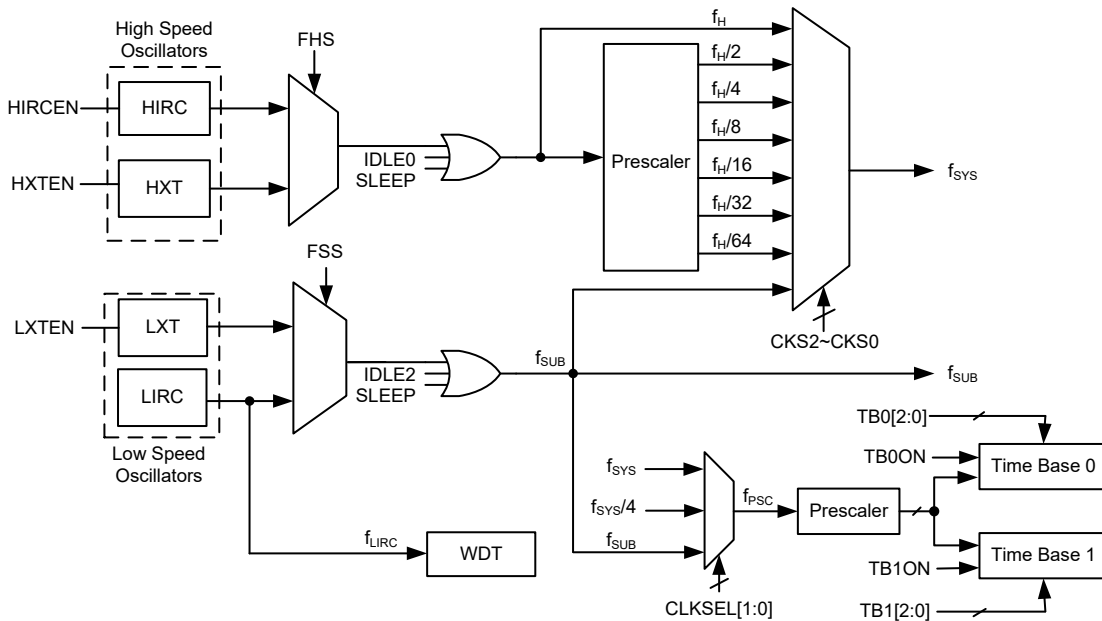 High Speed
Oscillators
FHS
HIRCEN
HIRC
HXTEN
HXT
IDLE0
SLEEP
Prescaler
fH
fH/2
fH/4
fH/8
fH/16
fH/32
fH/64
fSYS
CKS2~CKS0
FSS
LXTEN
LXT
LIRC
Low Speed
Oscillators
IDLE2
SLEEP
fSUB
fSUB
fLIRC
WDT
fSYS
fSYS/4
fSUB
fPSC
Prescaler
CLKSEL[1:0]
TB0[2:0]
TB0ON
Time Base 0
Time Base 1
TB1ON
TB1[2:0]